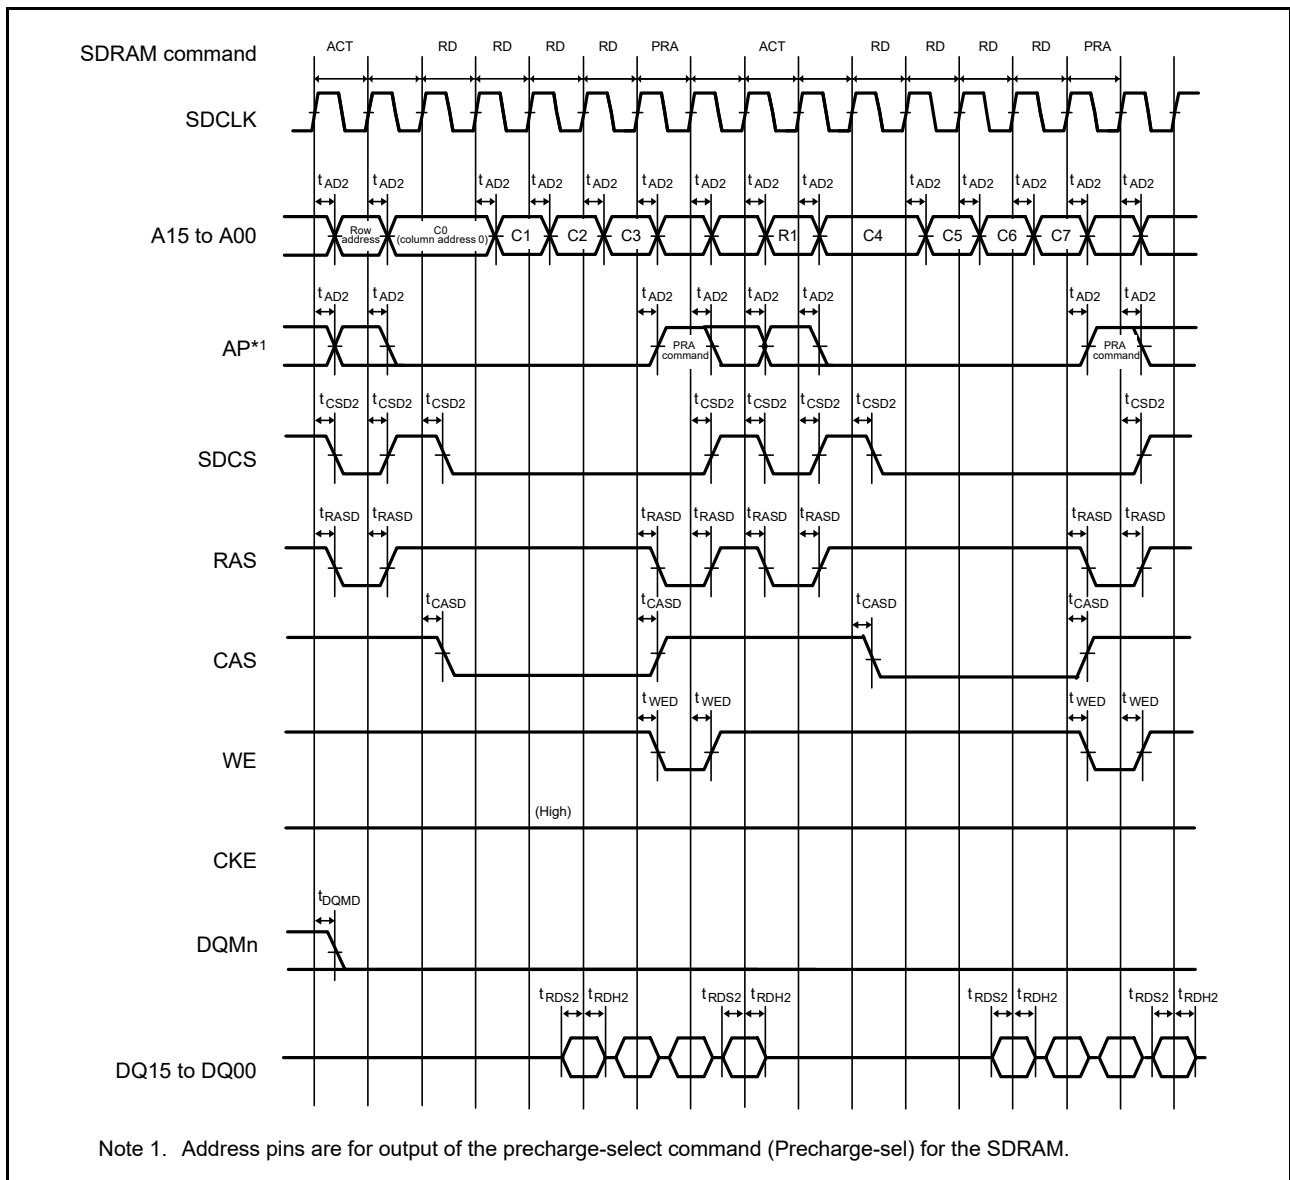 SDRAM command ACT RD RD RD RD PRA ACT RD RD RD RD PRA
SDCLK
tAD2 tAD2 tAD2 tAD2 tAD2 tAD2 tAD2 tAD2 tAD2 tAD2 tAD2 tAD2 tAD2 tAD2
A15 to A00 Row address C0 (column address 0) C1 C2 C3 R1 C4 C5 C6 C7
tAD2 tAD2 tAD2 tAD2 tAD2 tAD2 tAD2 tAD2
AP*1 PRA command PRA command
tCSD2 tCSD2 tCSD2 tCSD2 tCSD2 tCSD2 tCSD2 tCSD2
SDCS
tRASD tRASD tRASD tRASD tRASD tRASD tRASD tRASD
RAS
tCASD tCASD tCASD tCASD
CAS
tWED tWED tWED tWED
WE
(High)
CKE
tDQMD
DQMn
tRDS2 tRDH2 tRDS2 tRDH2 tRDS2 tRDH2 tRDS2 tRDH2
DQ15 to DQ00
Note 1. Address pins are for output of the precharge-select command (Precharge-sel) for the SDRAM.